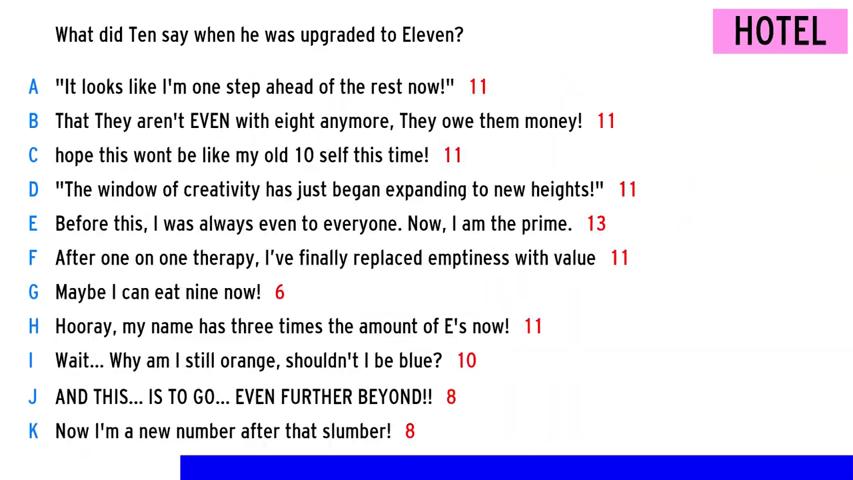 What did Ten say when he was upgraded to Eleven?
HOTEL
A "It looks like I'm one step ahead of the rest now!" 11
B That They aren't EVEN with eight anymore, They owe them money! 11
C hope this wont be like my old 10 self this time! 11
D "The window of creativity has just began expanding to new heights!" 11
E Before this, I was always even to everyone. Now, I am the prime. 13
F After one on one therapy, I've finally replaced emptiness with value 11
G Maybe I can eat nine now! 6
H Hooray, my name has three times the amount of E's now! 11
I Wait... Why am I still orange, shouldn't I be blue? 10
J AND THIS... IS TO GO... EVEN FURTHER BEYOND!! 8
K Now I'm a new number after that slumber! 8